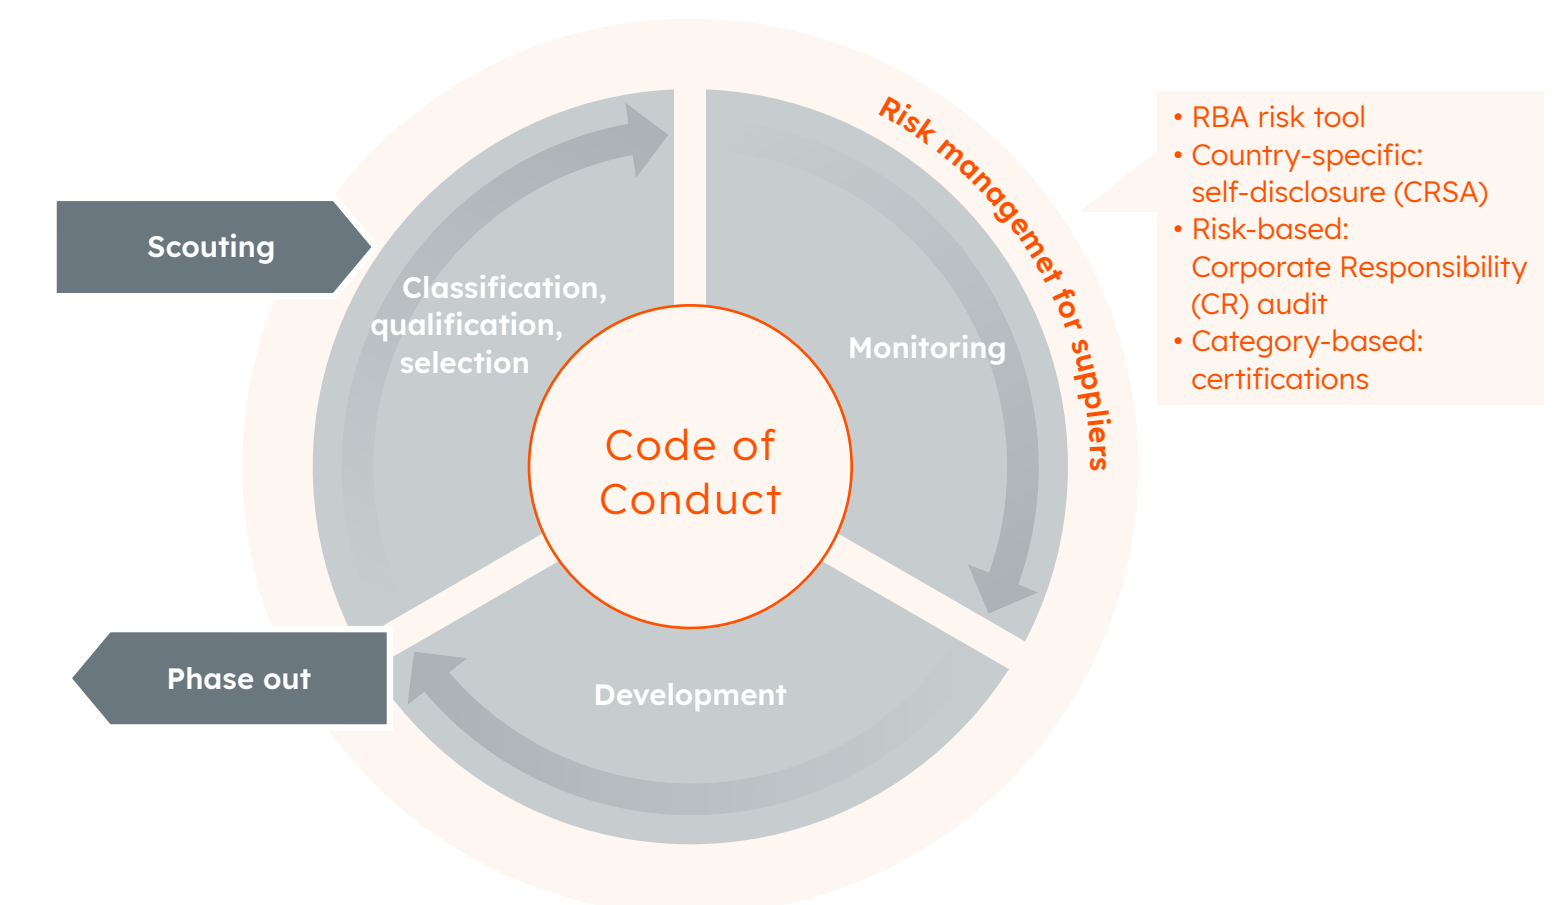 Scouting
Classification,
qualification,
selection
Code of
Conduct
Monitoring
Risk managemet for suppliers
• RBA risk tool
• Country-specific:
self-disclosure (CRSA)
• Risk-based:
Corporate Responsibility
(CR) audit
• Category-based:
certifications
Development
Phase out